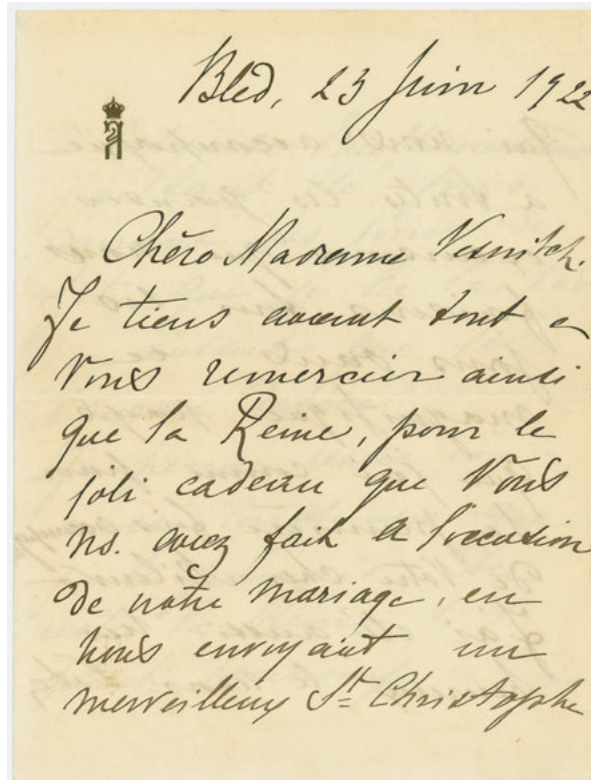 Bled, 23 Juin 1922
Chère Madame Vesnitch.
Je tiens avant tout a
Vous remercier ainsi
que la Reine, pour le
joli cadeau que Vous
ns. avez fait a l'occasion
de notre mariage, en
nous envoyant un
merveilleux St Christophe